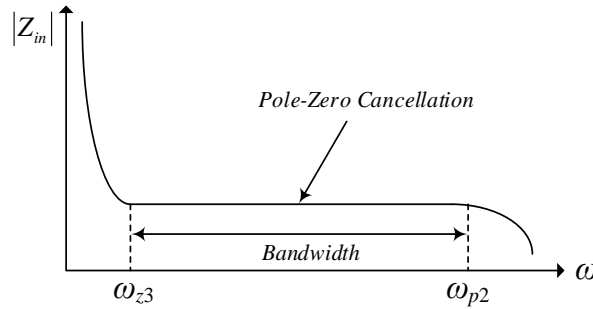 |Z_in|
Pole-Zero Cancellation
Bandwidth
ω
ω_z3
ω_p2